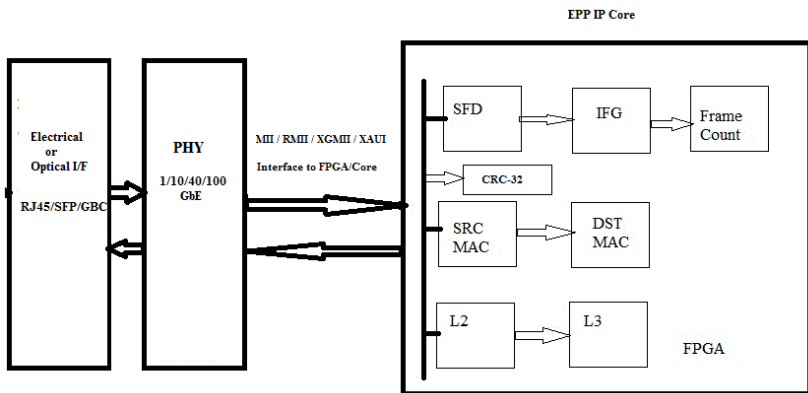 EPP IP Core
Electrical
or
Optical I/F
RJ45/SFP/GBC
PHY
1/10/40/100
GbE
MII / RMII / XGMII / XAUI
Interface to FPGA/Core
SFD
IFG
Frame
Count
CRC-32
SRC
MAC
DST
MAC
L2
L3
FPGA